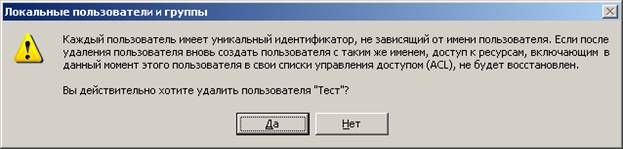 Локальные пользователи и группы
Каждый пользователь имеет уникальный идентификатор, не зависящий от имени пользователя. Если после
удаления пользователя вновь создать пользователя с таким же именем, доступ к ресурсам, включающим в
данный момент этого пользователя в свои списки управления доступом (ACL), не будет восстановлен.
Вы действительно хотите удалить пользователя "Тест"?
Да Нет